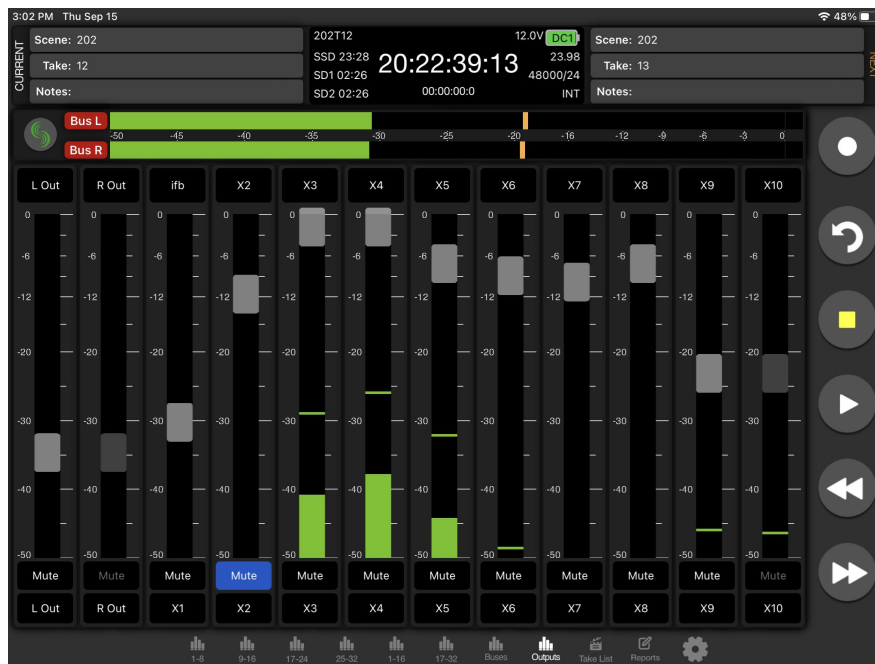 3:02 PM Thu Sep 15
48%
CURRENT
Scene: 202
Take: 12
Notes:
202T12
12.0V DC1
SSD 23:28
23.98
SD1 02:26
20:22:39:13
48000/24
SD2 02:26
00:00:00:0
INT
Scene: 202
Take: 13
Notes:
NEXT
Bus L
-50 -45 -40 -35 -30 -25 -20 -16 -12 -9 -6 -3 0
Bus R
L Out R Out ifb X2 X3 X4 X5 X6 X7 X8 X9 X10
0 0 0 0 0 0 0 0 0 0 0 0
-6 -6 -6 -6 -6 -6 -6 -6 -6 -6 -6 -6
-12 -12 -12 -12 -12 -12 -12 -12 -12 -12 -12 -12
-20 -20 -20 -20 -20 -20 -20 -20 -20 -20 -20 -20
-30 -30 -30 -30 -30 -30 -30 -30 -30 -30 -30 -30
-40 -40 -40 -40 -40 -40 -40 -40 -40 -40 -40 -40
-50 -50 -50 -50 -50 -50 -50 -50 -50 -50 -50 -50
Mute Mute Mute Mute Mute Mute Mute Mute Mute Mute Mute Mute
L Out R Out X1 X2 X3 X4 X5 X6 X7 X8 X9 X10
1-8 9-16 17-24 25-32 1-16 17-32 Buses Outputs Take List Reports